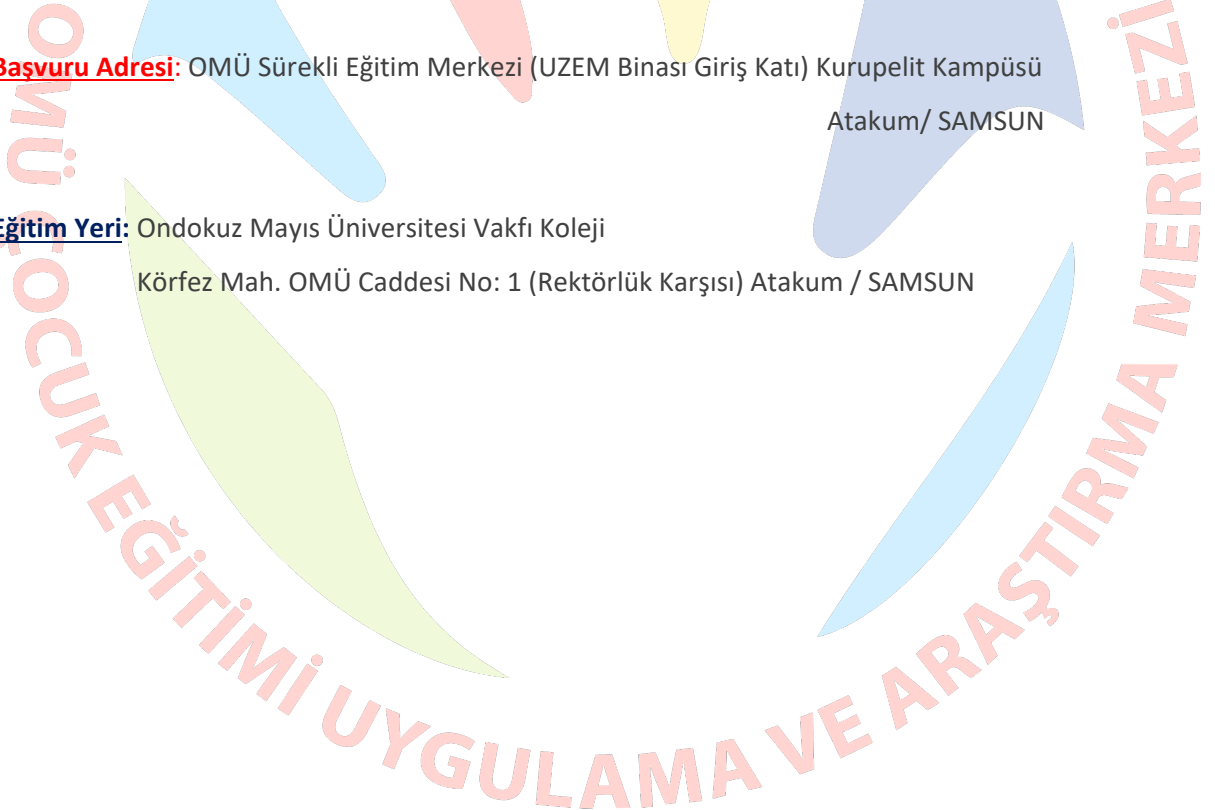 Başvuru Adresi: OMÜ Sürekli Eğitim Merkezi (UZEM Binası Giriş Katı) Kurupelit Kampüsü
Atakum/ SAMSUN
Eğitim Yeri: Ondokuz Mayıs Üniversitesi Vakfı Koleji
Körfez Mah. OMÜ Caddesi No: 1 (Rektörlük Karşısı) Atakum / SAMSUN
OMÜ ÇOCUK EĞİTİMİ UYGULAMA VE ARAŞTIRMA MERKEZİ